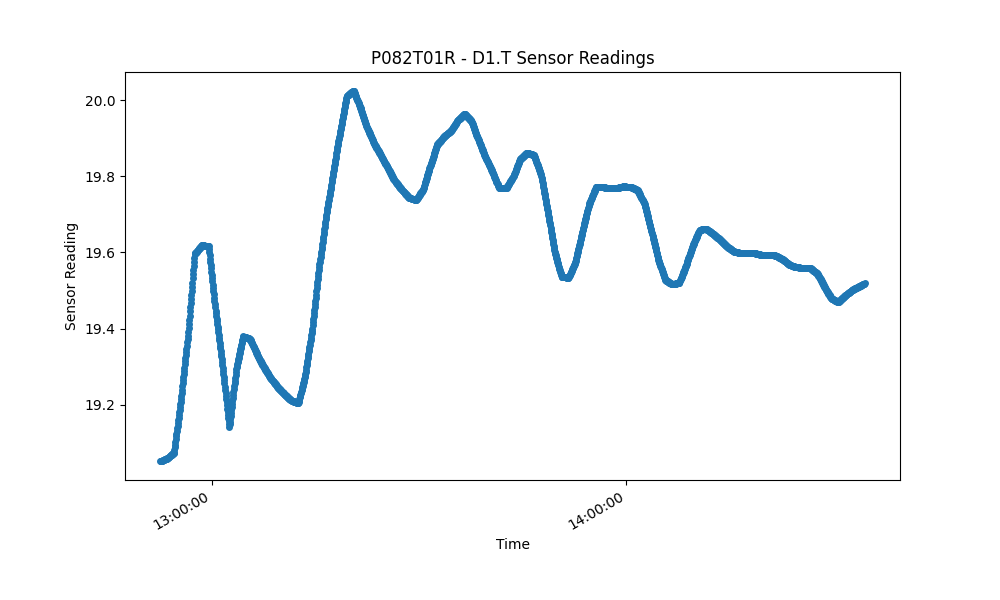 P082T01R - D1.T Sensor Readings
Sensor Reading
20.0
19.8
19.6
19.4
19.2
13:00:00
14:00:00
Time